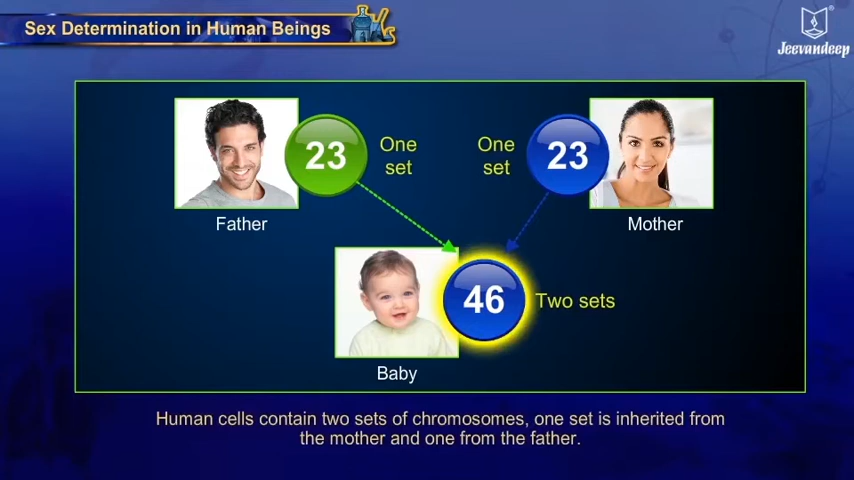 Sex Determination in Human Beings
Jeevandeep
23
One
set
One
set
23
Father
Mother
46
Two sets
Baby
Human cells contain two sets of chromosomes, one set is inherited from
the mother and one from the father.